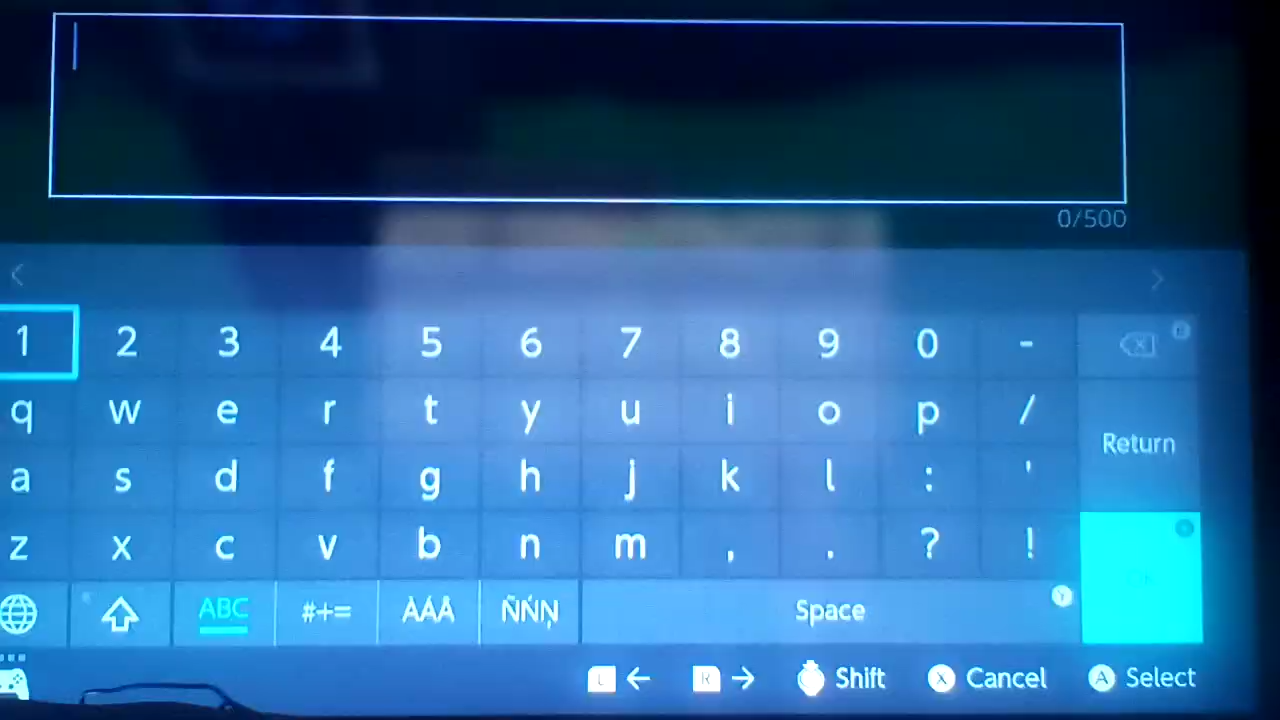 0/500
1 2 3 4 5 6 7 8 9 0 -
q w e r t y u i o p /
Return
a s d f g h j k l : '
z x c v b n m , . ? !
ABC #+= ÀÁÂ ÑŃŅ Space Y
L ← R → Shift X Cancel A Select